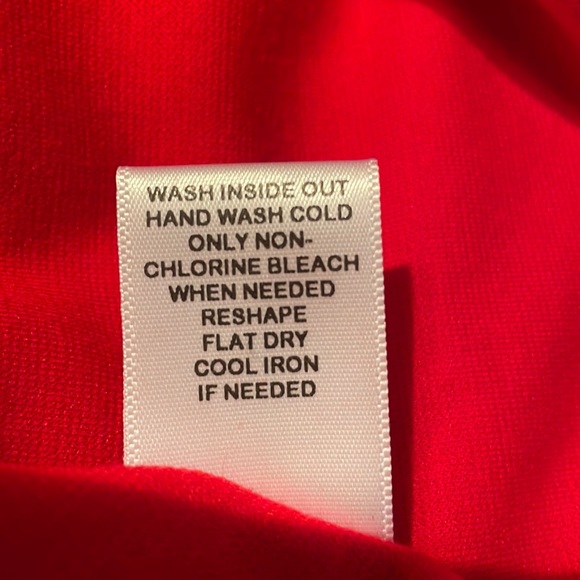 WASH INSIDE OUT
HAND WASH COLD
ONLY NON-
CHLORINE BLEACH
WHEN NEEDED
RESHAPE
FLAT DRY
COOL IRON
IF NEEDED